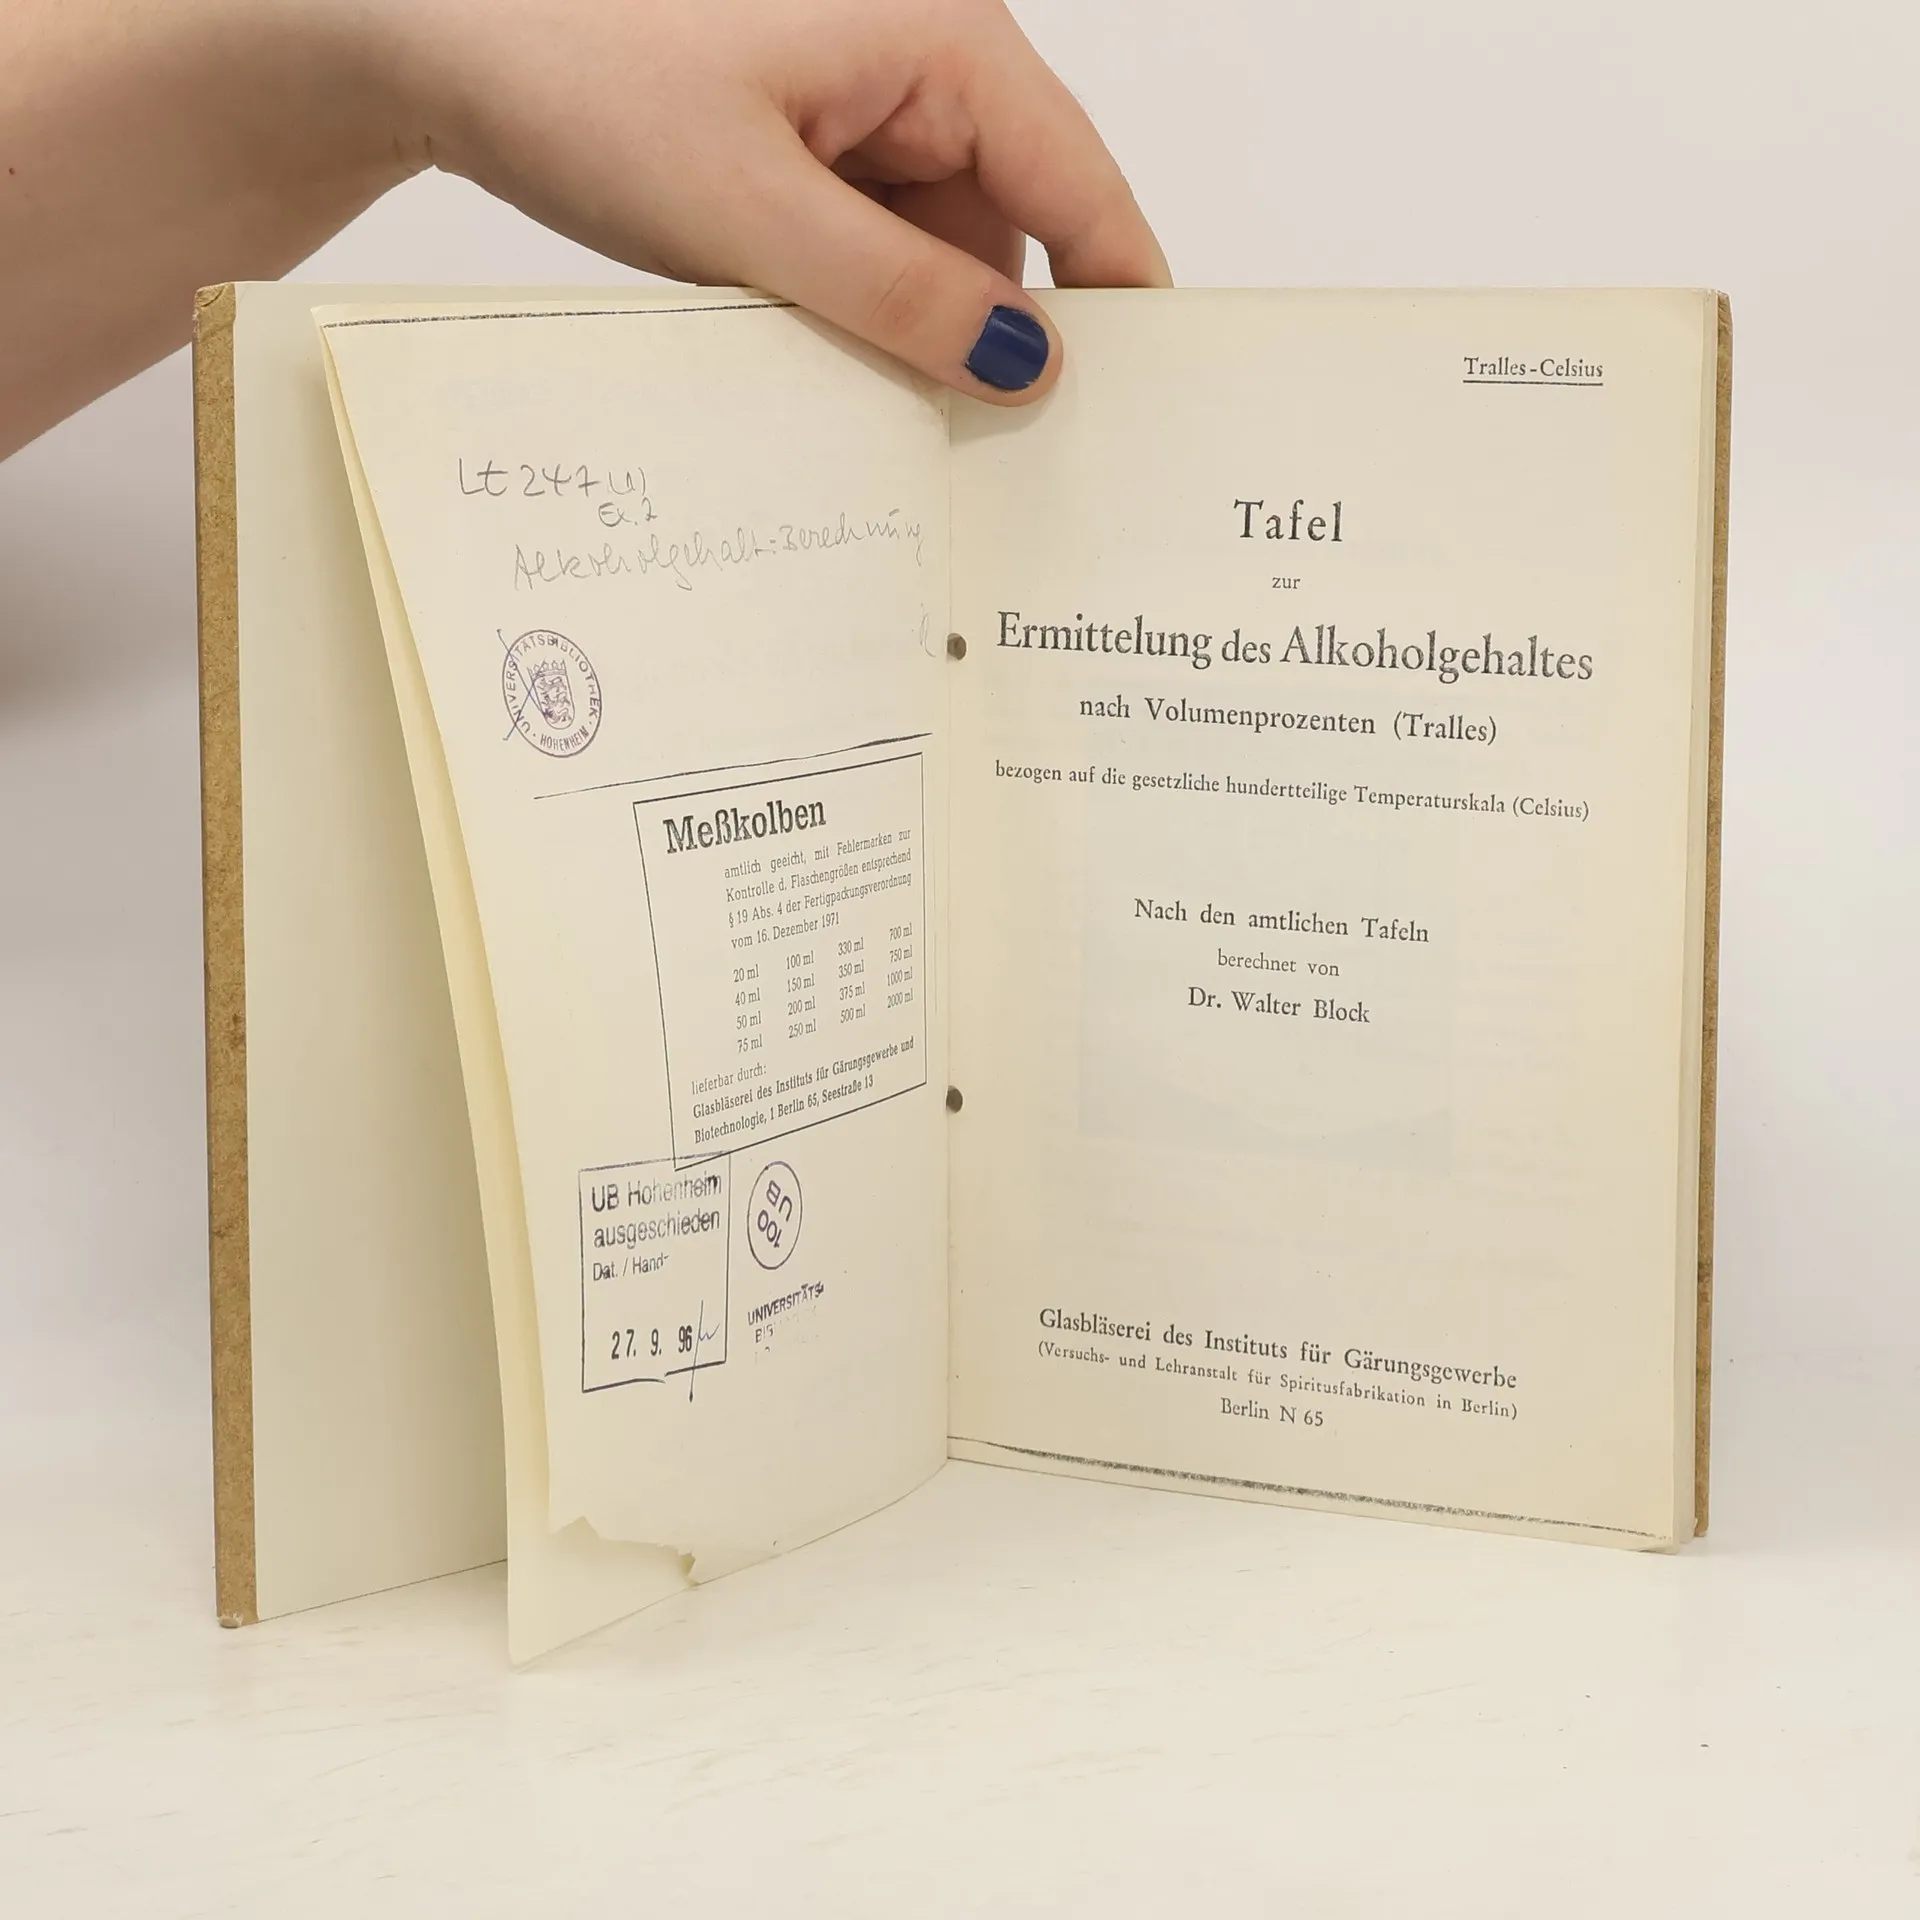 Lt 247 (1)
Ex. 2
Alkoholgehalt-Berechnung
UNIVERSITÄTSBIBLIOTHEK · HOHENHEIM ·
Meßkolben
amtlich geeicht, mit Fehlermarken zur
Kontrolle d. Flaschengrößen entsprechend
§ 19 Abs. 4 der Fertigpackungsverordnung
vom 16. Dezember 1971
20 ml 100 ml 330 ml 700 ml
40 ml 150 ml 350 ml 750 ml
50 ml 200 ml 375 ml 1000 ml
75 ml 250 ml 500 ml 2000 ml
lieferbar durch:
Glasbläserei des Instituts für Gärungsgewerbe und
Biotechnologie, 1 Berlin 65, Seestraße 13
UB Hohenheim
ausgeschieden
Dat. / Hand-
27. 9. 96
UB
100
UNIVERSITÄTS-
Tralles-Celsius
Tafel
zur
Ermittelung des Alkoholgehaltes
nach Volumenprozenten (Tralles)
bezogen auf die gesetzliche hundertteilige Temperaturskala (Celsius)
Nach den amtlichen Tafeln
berechnet von
Dr. Walter Block
Glasbläserei des Instituts für Gärungsgewerbe
(Versuchs- und Lehranstalt für Spiritusfabrikation in Berlin)
Berlin N 65